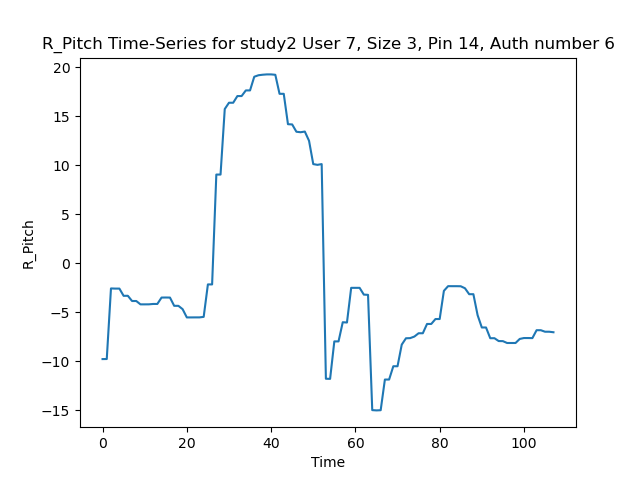 R_Pitch Time-Series for study2 User 7, Size 3, Pin 14, Auth number 6
20
15
10
5
0
−5
−10
−15
R_Pitch
0 20 40 60 80 100
Time